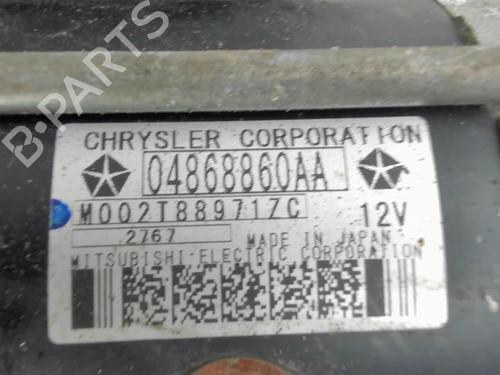 B-PARTS
CHRYSLER CORPORATION
04868860AA
M002T88971ZC 12V
2767 MADE IN JAPAN
MITSUBISHI ELECTRIC CORPORATION